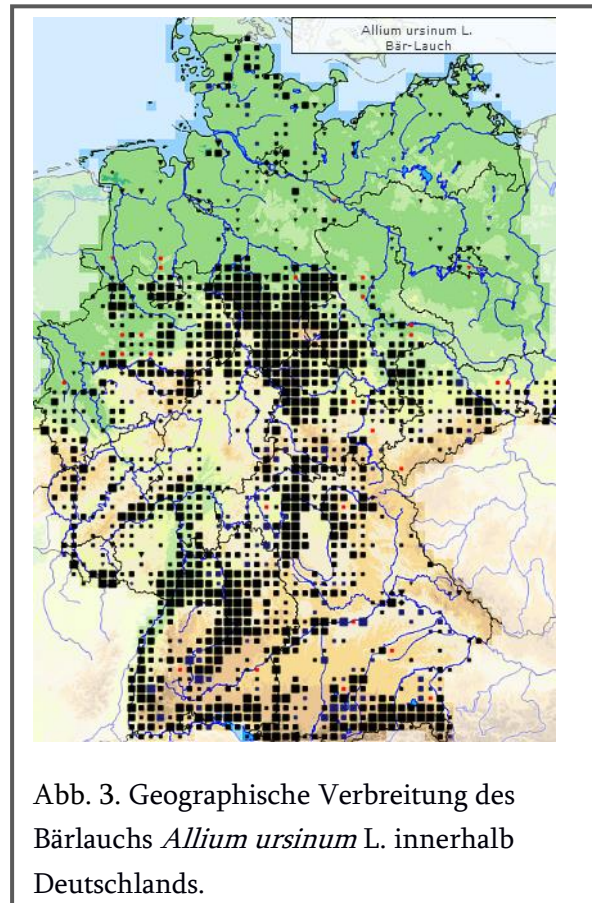 Allium ursinum L.
Bär-Lauch
Abb. 3. Geographische Verbreitung des
Bärlauchs Allium ursinum L. innerhalb
Deutschlands.